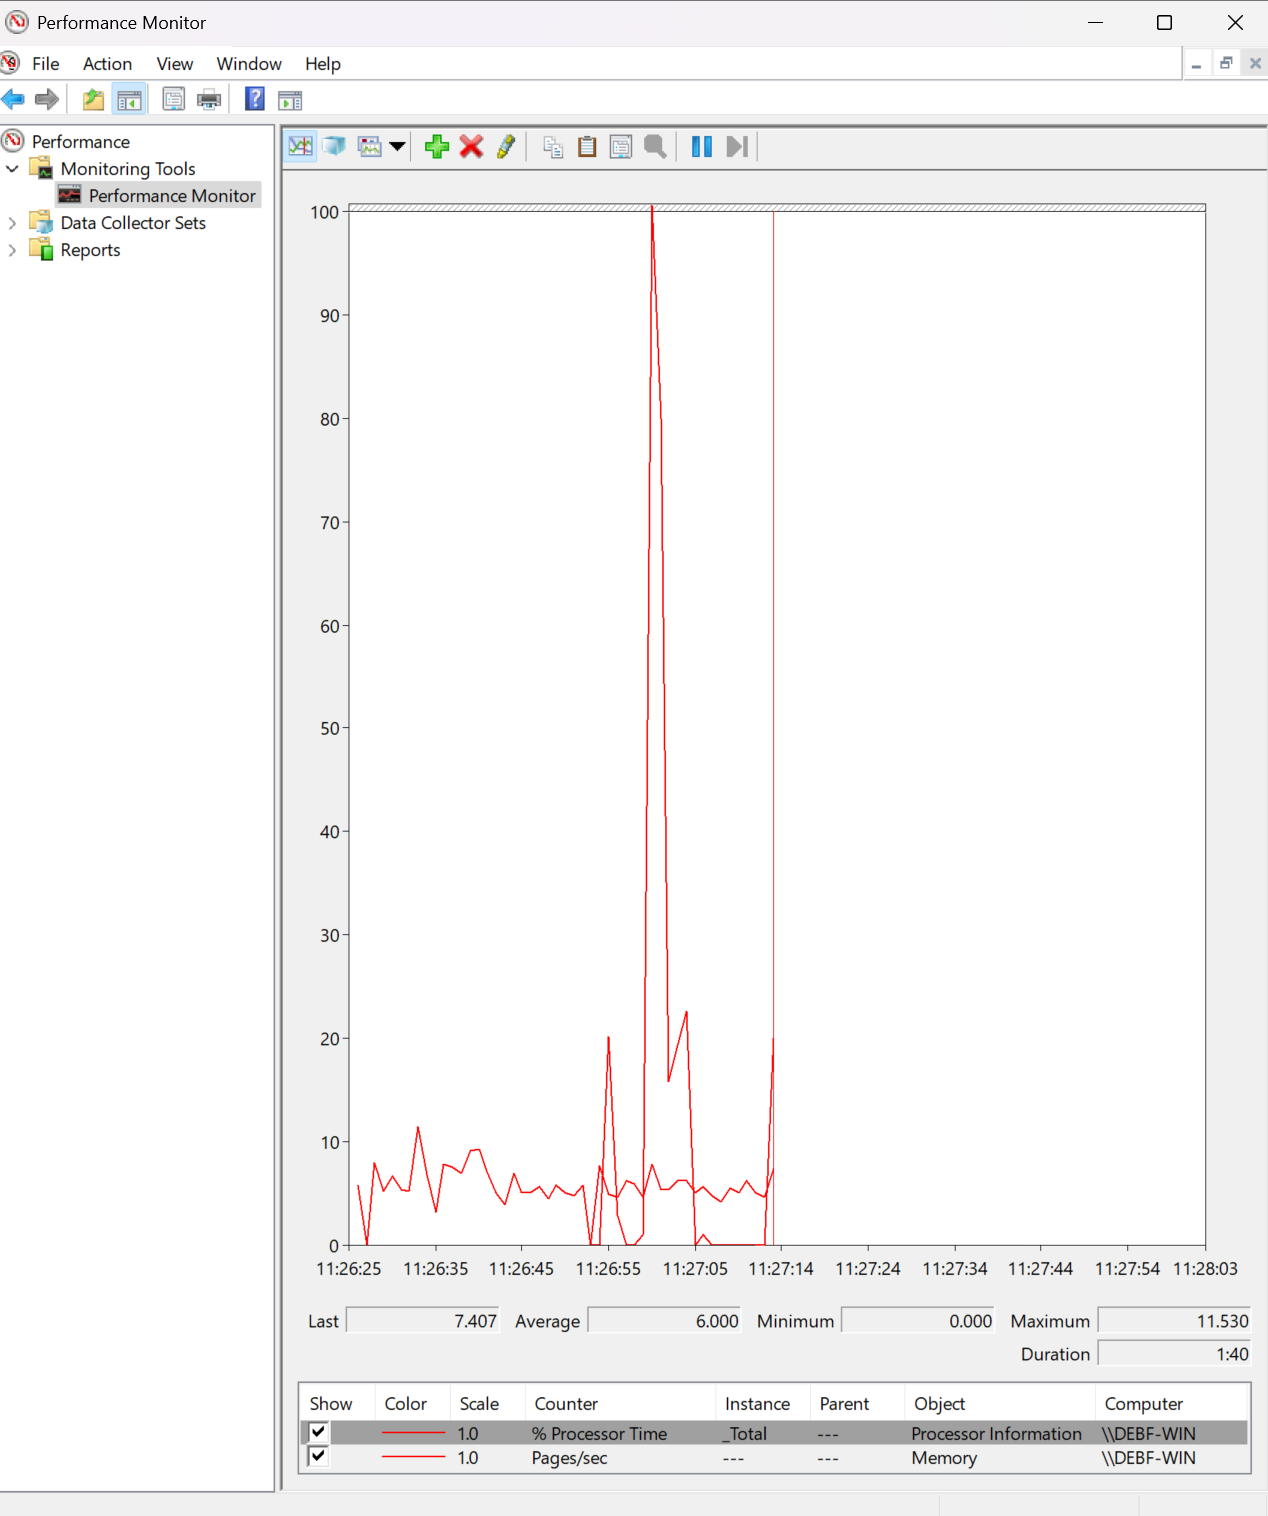 Performance Monitor
File Action View Window Help
Performance
Monitoring Tools
Performance Monitor
Data Collector Sets
Reports
100
90
80
70
60
50
40
30
20
10
0
11:26:25 11:26:35 11:26:45 11:26:55 11:27:05 11:27:14 11:27:24 11:27:34 11:27:44 11:27:54 11:28:03
Last 7.407 Average 6.000 Minimum 0.000 Maximum 11.530
Duration 1:40
Show Color Scale Counter Instance Parent Object Computer
1.0 % Processor Time _Total --- Processor Information \\DEBF-WIN
1.0 Pages/sec --- --- Memory \\DEBF-WIN